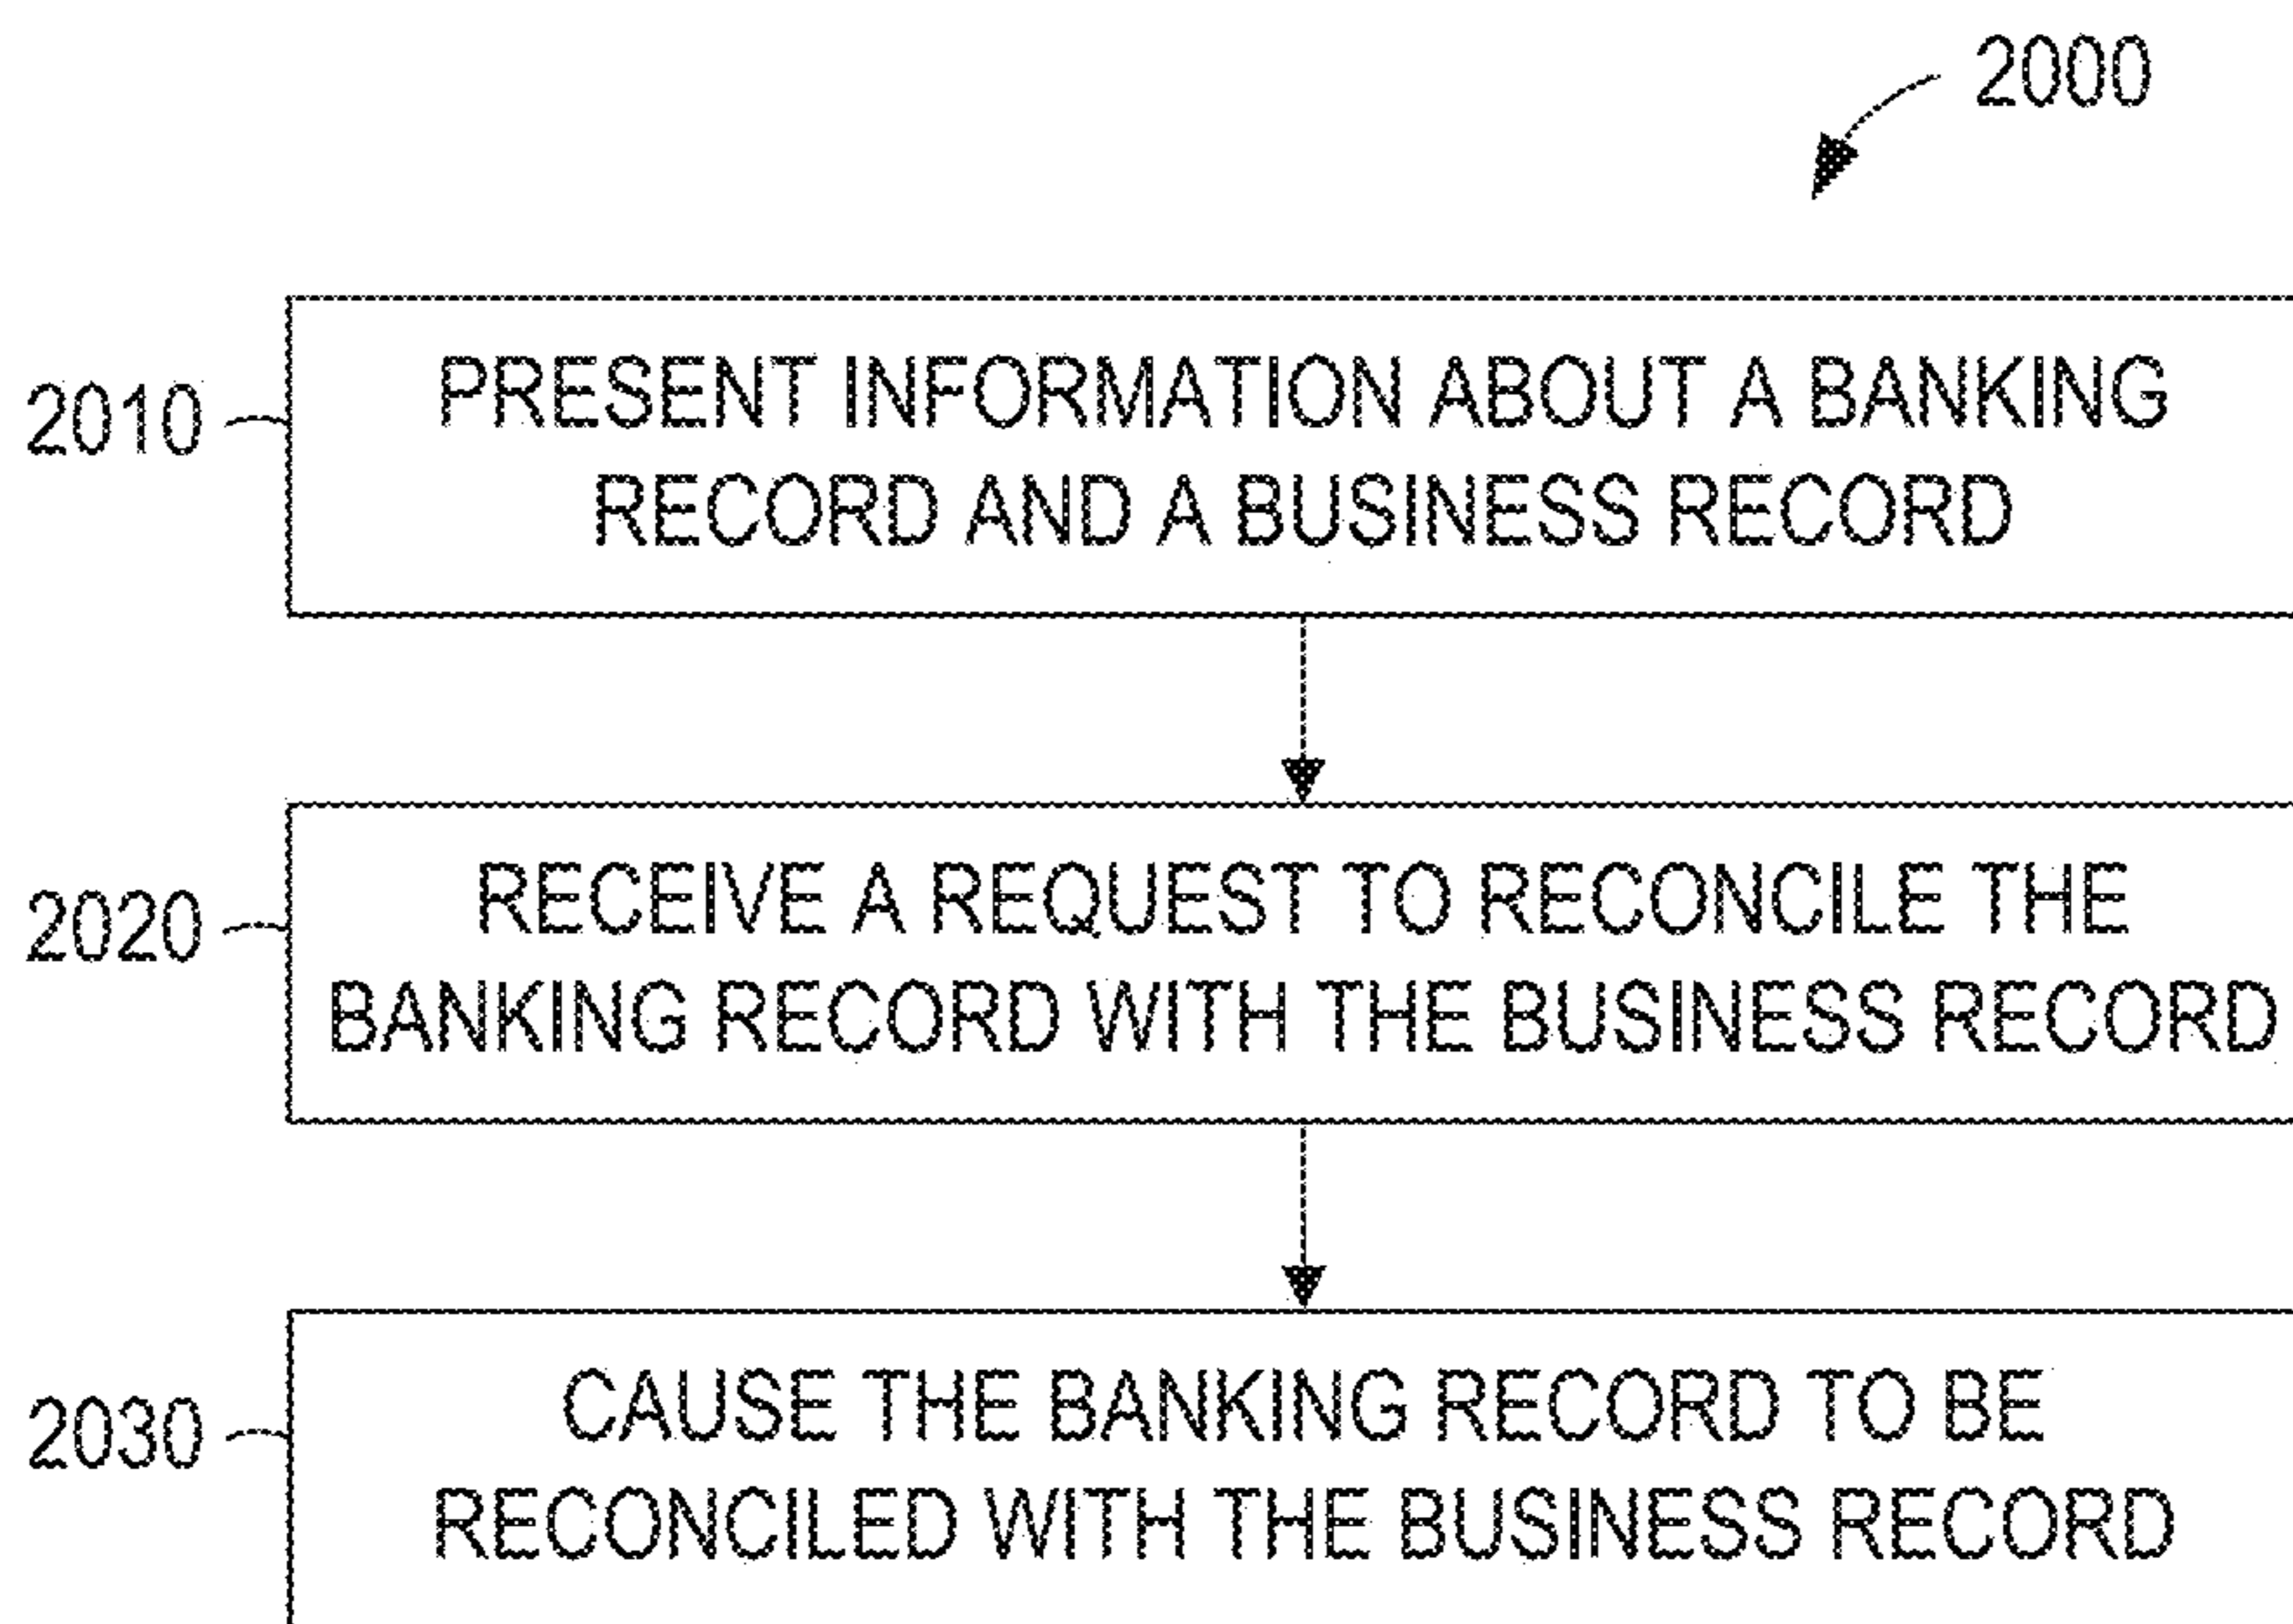 2000
2010
PRESENT INFORMATION ABOUT A BANKING
RECORD AND A BUSINESS RECORD
2020
RECEIVE A REQUEST TO RECONCILE THE
BANKING RECORD WITH THE BUSINESS RECORD
2030
CAUSE THE BANKING RECORD TO BE
RECONCILED WITH THE BUSINESS RECORD